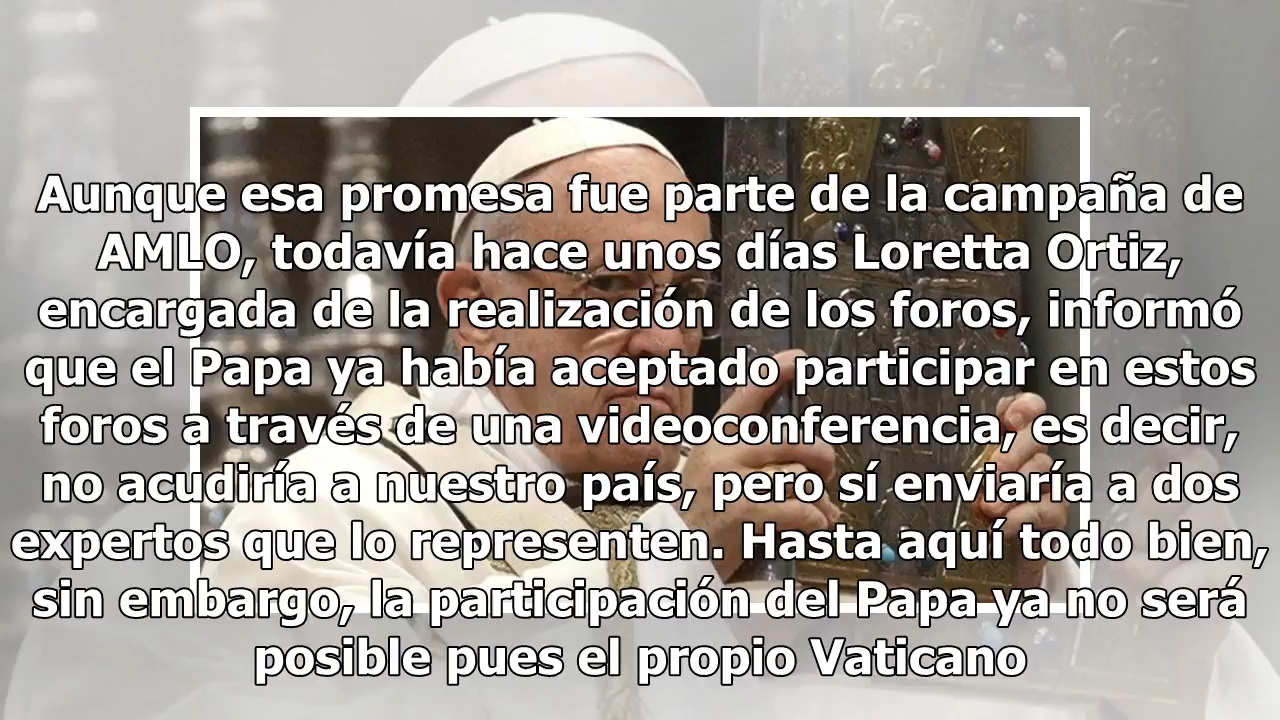 Aunque esa promesa fue parte de la campaña de
AMLO, todavía hace unos días Loretta Ortiz,
encargada de la realización de los foros, informó
que el Papa ya había aceptado participar en estos
foros a través de una videoconferencia, es decir,
no acudiría a nuestro país, pero sí enviaría a dos
expertos que lo representen. Hasta aquí todo bien,
sin embargo, la participación del Papa ya no será
posible pues el propio Vaticano